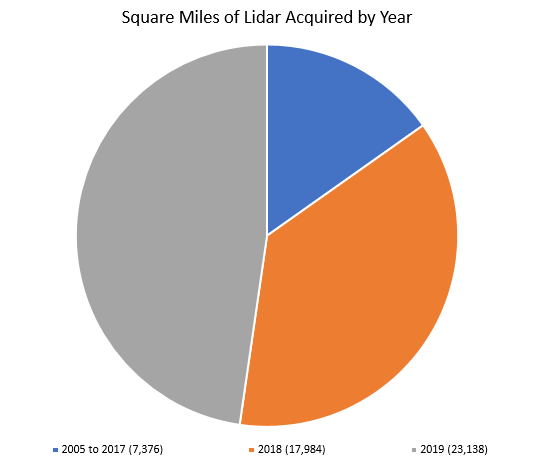 Square Miles of Lidar Acquired by Year
2005 to 2017 (7,376) 2018 (17,984) 2019 (23,138)